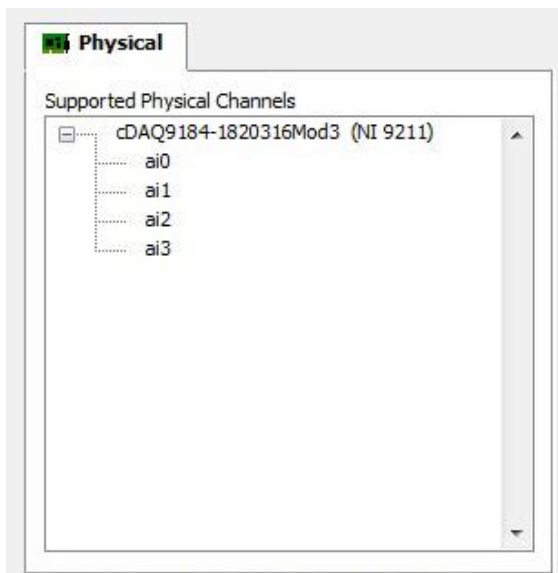 Physical
Supported Physical Channels
cDAQ9184-1820316Mod3 (NI 9211)
ai0
ai1
ai2
ai3